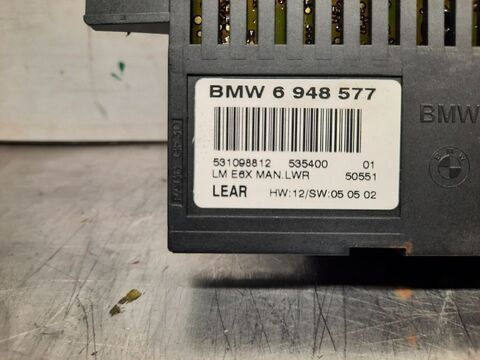 BMW 6 948 577
531098812 535400 01
LM E6X MAN.LWR 50551
LEAR HW:12/SW:05 05 02
BMW
BMW